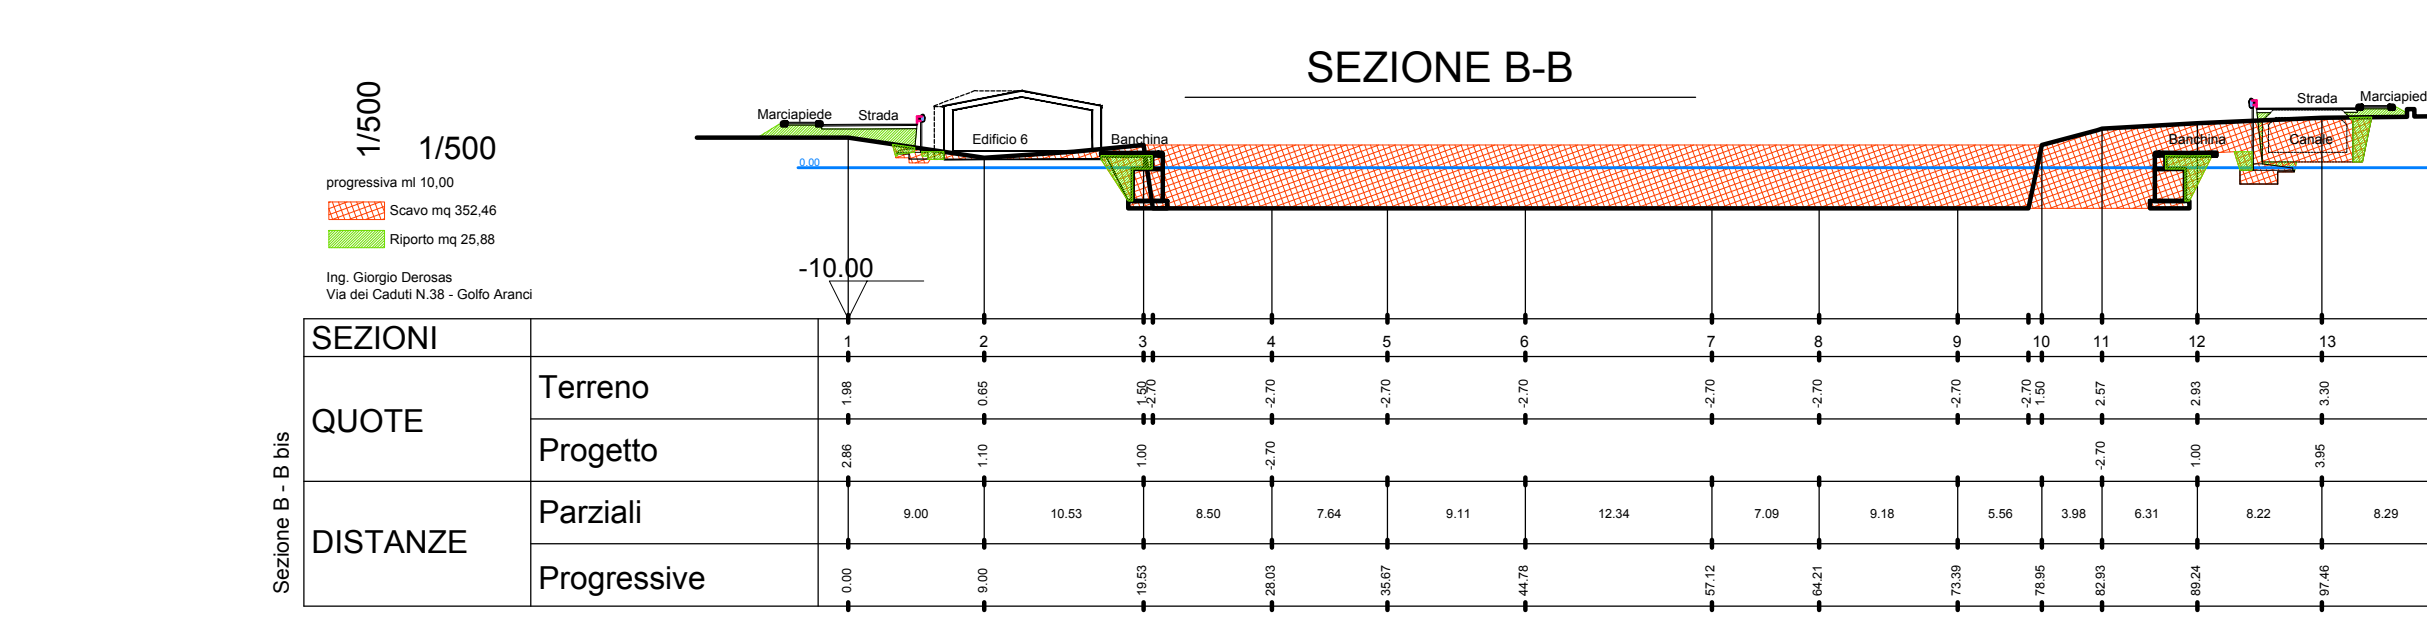 SEZIONE B-B
1/500
1/500
progressiva ml 10,00
Scavo mq 352,46
Riporto mq 25,88
Ing. Giorgio Derosas
Via dei Caduti N.38 - Golfo Aranci
Marciapiede Strada
Edificio 6
Banchina
0.00
Strada Marciapied
Banchina Canale
-10.00
Sezione B - B bis
SEZIONI 1 2 3 4 5 6 7 8 9 10 11 12 13
QUOTE
Terreno 1.98 0.65 1.50 -2.70 -2.70 -2.70 -2.70 -2.70 -2.70 -2.70 -2.70 1.50 2.57 2.93 3.30
Progetto 2.86 1.10 1.00 -2.70 -2.70 1.00 3.95
DISTANZE
Parziali 9.00 10.53 8.50 7.64 9.11 12.34 7.09 9.18 5.56 3.98 6.31 8.22 8.29
Progressive 0.00 9.00 19.53 28.03 35.67 44.78 57.12 64.21 73.39 78.95 82.93 89.24 97.46